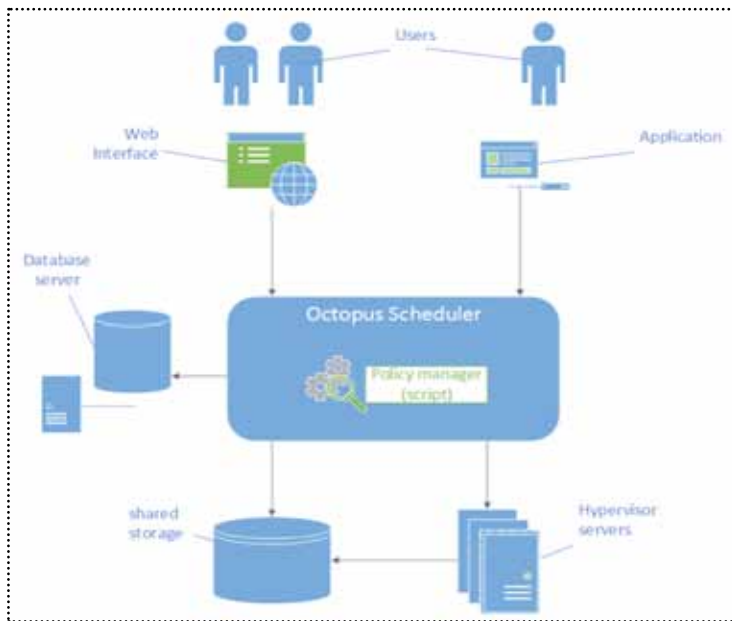 Users
Web
Interface
Application
Database
server
Octopus Scheduler
Policy manager
(script)
shared
storage
Hypervisor
servers